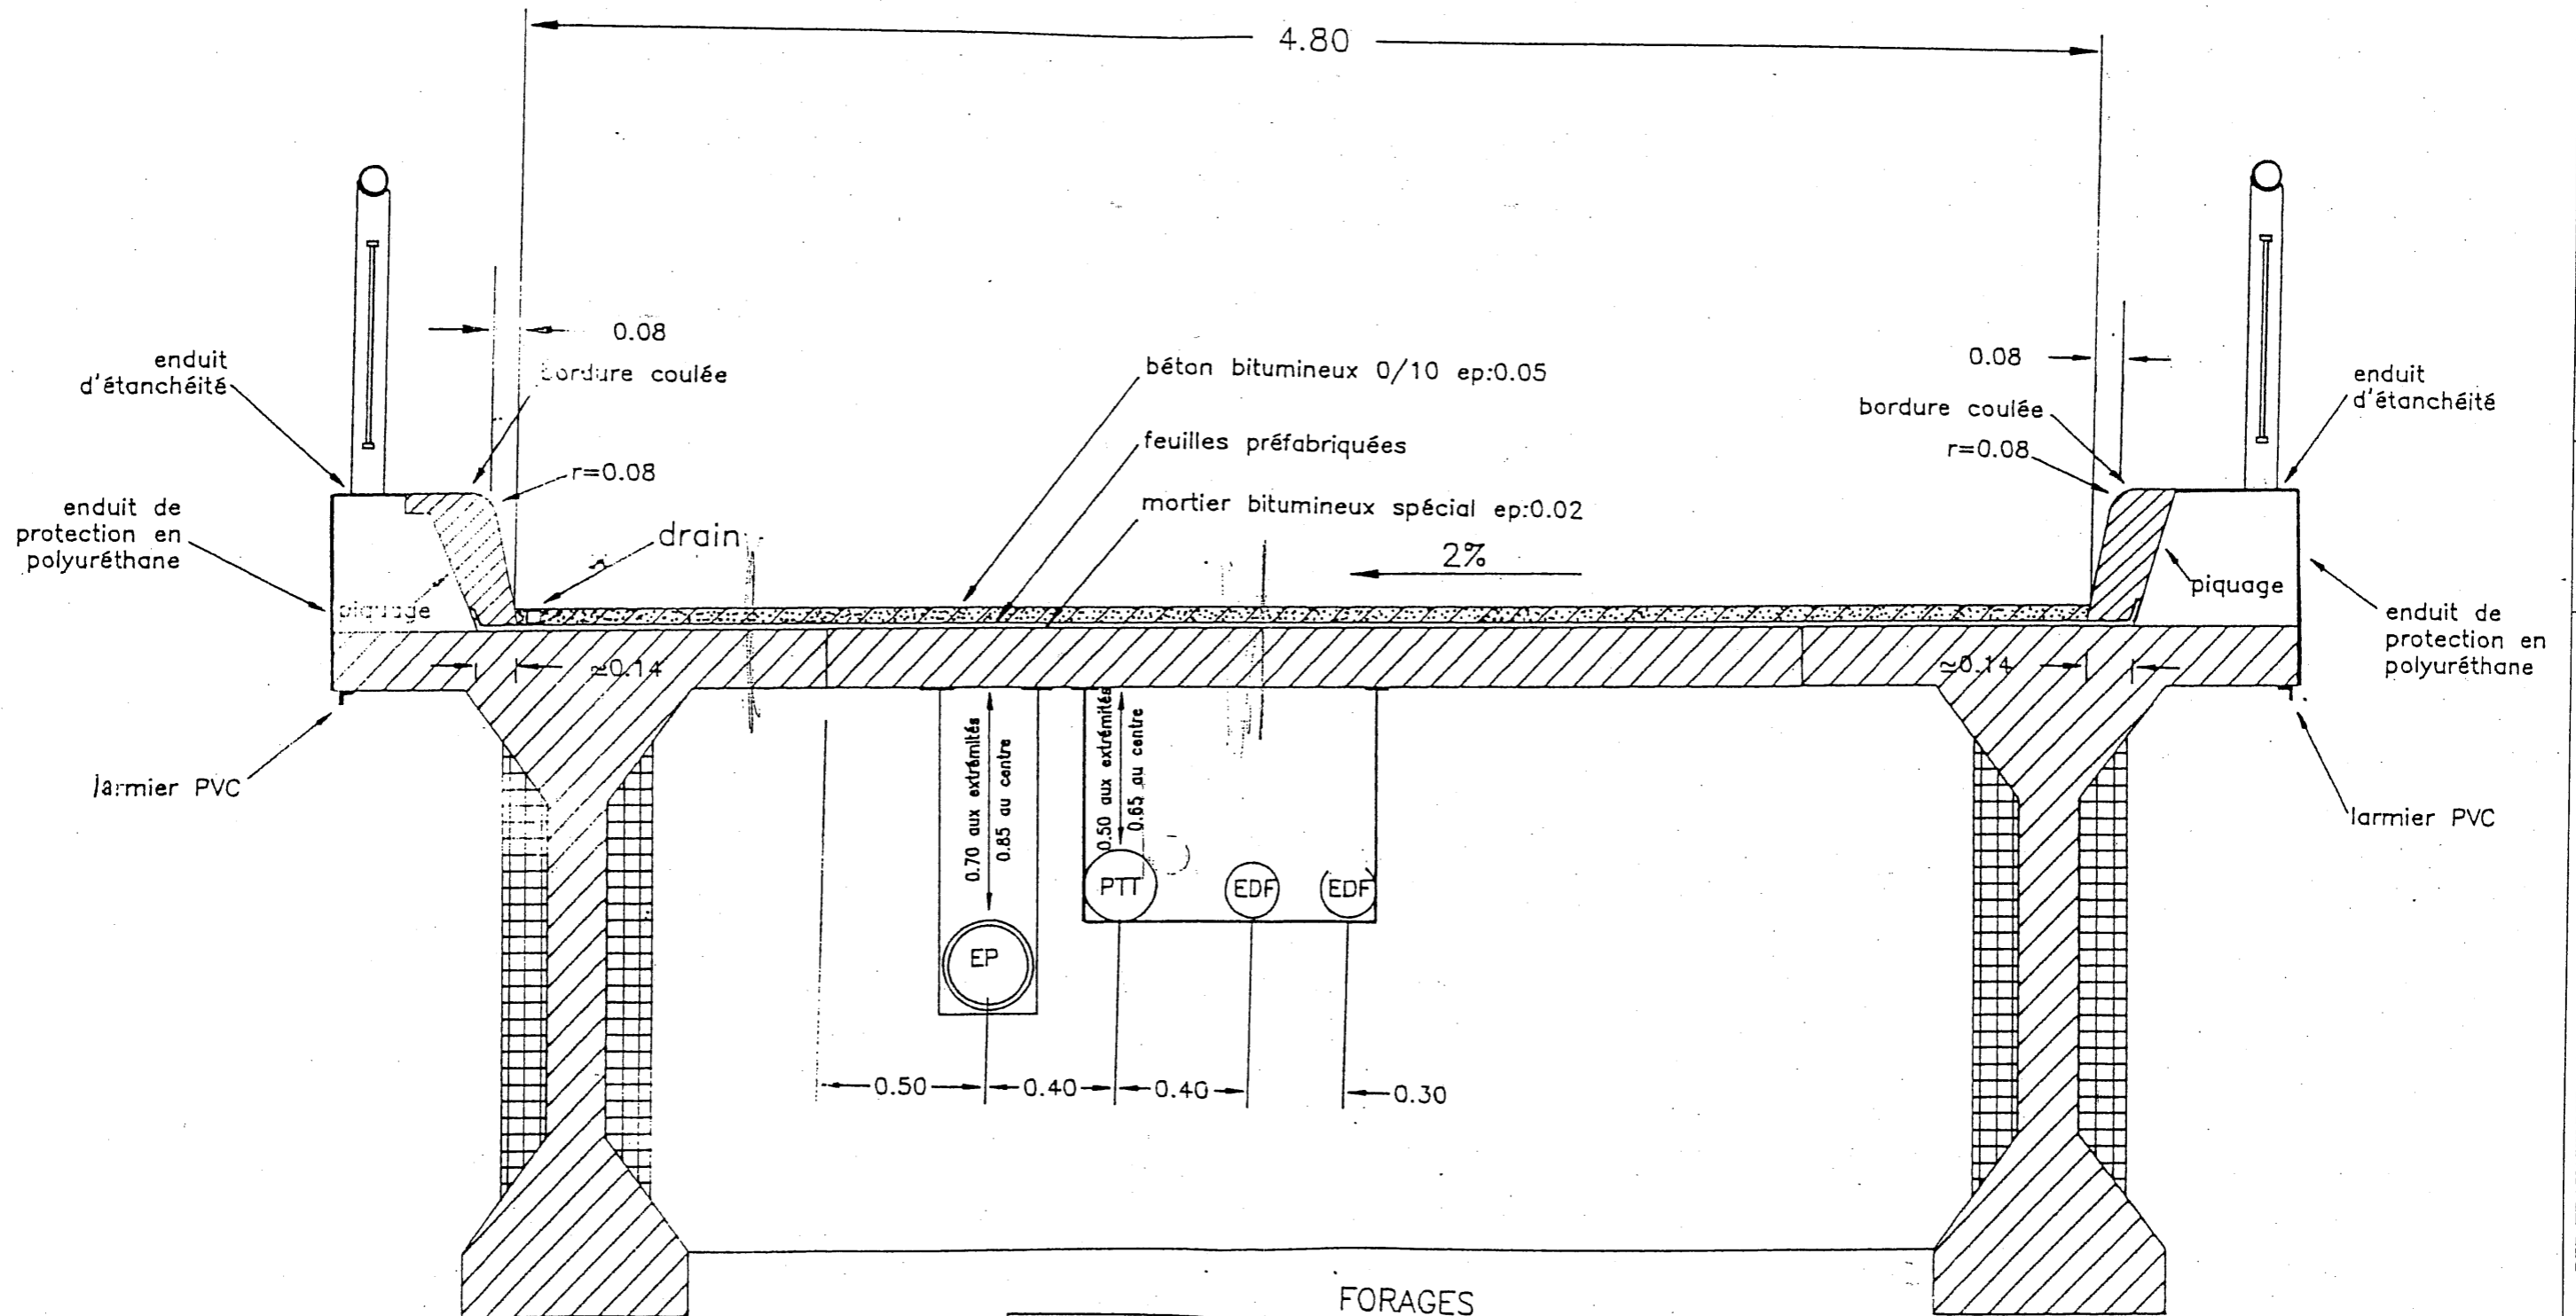 4.80
0.08
enduit
d'étanchéité
bordure coulée
béton bitumineux 0/10 ep:0.05
0.08
enduit
d'étanchéité
bordure coulée
feuilles préfabriquées
r=0.08
r=0.08
enduit de
protection en
polyuréthane
mortier bitumineux spécial ep:0.02
drain
2%
piquage
piquage
enduit de
protection en
polyuréthane
≃0.14
≃0.14
larmier PVC
larmier PVC
0.70 aux extrémités
0.85 au centre
0.50 aux extrémités
0.65 au centre
PTT
EDF
EDF
EP
0.50
0.40
0.40
0.30
FORAGES